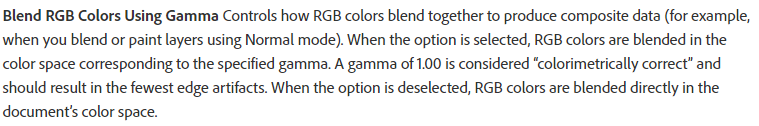 Blend RGB Colors Using Gamma Controls how RGB colors blend together to produce composite data (for example,
when you blend or paint layers using Normal mode). When the option is selected, RGB colors are blended in the
color space corresponding to the specified gamma. A gamma of 1.00 is considered “colorimetrically correct” and
should result in the fewest edge artifacts. When the option is deselected, RGB colors are blended directly in the
document’s color space.